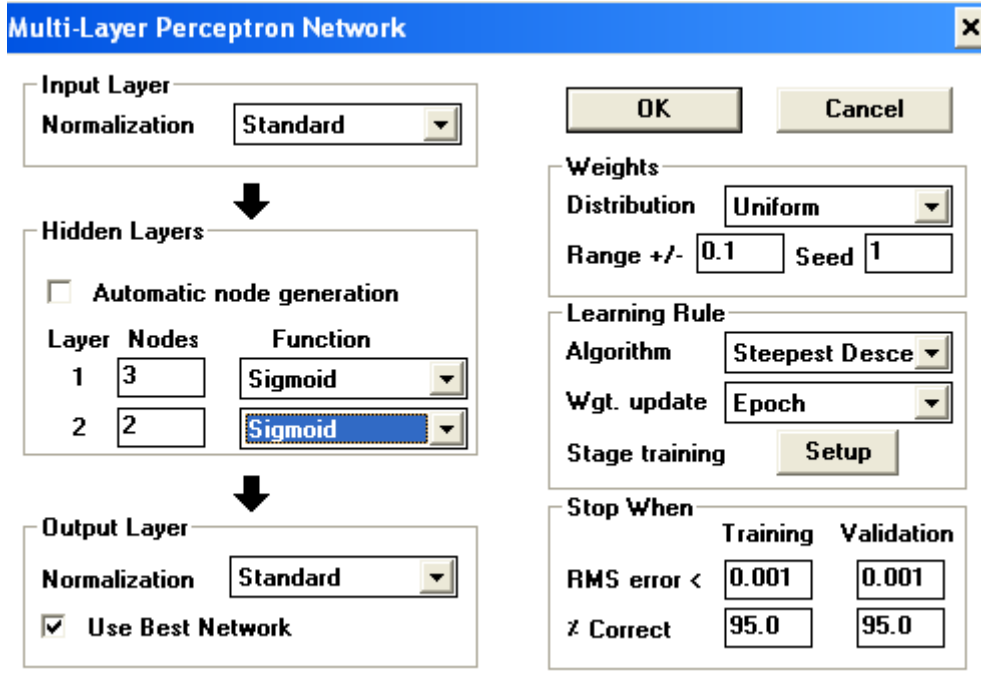 Multi-Layer Perceptron Network
Input Layer
Normalization Standard
Hidden Layers
Automatic node generation
Layer Nodes Function
1 3 Sigmoid
2 2 Sigmoid
Output Layer
Normalization Standard
Use Best Network
OK Cancel
Weights
Distribution Uniform
Range +/- 0.1 Seed 1
Learning Rule
Algorithm Steepest Desce
Wgt. update Epoch
Stage training Setup
Stop When
Training Validation
RMS error < 0.001 0.001
% Correct 95.0 95.0